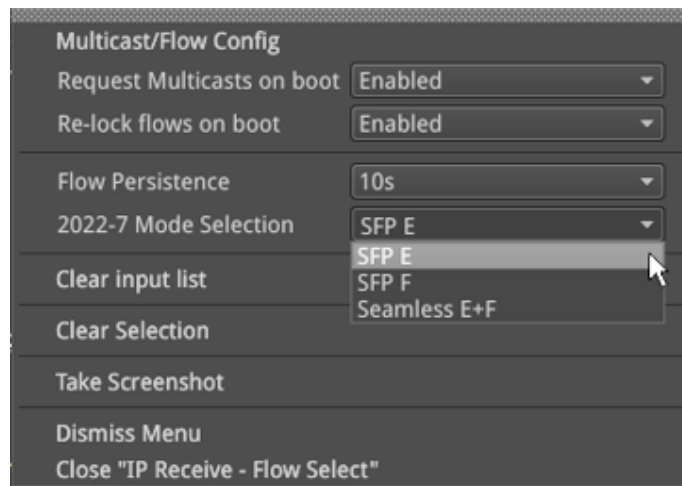 Multicast/Flow Config
Request Multicasts on boot Enabled
Re-lock flows on boot Enabled
Flow Persistence 10s
2022-7 Mode Selection SFP E
SFP E
Clear input list SFP F
Seamless E+F
Clear Selection
Take Screenshot
Dismiss Menu
Close "IP Receive - Flow Select"